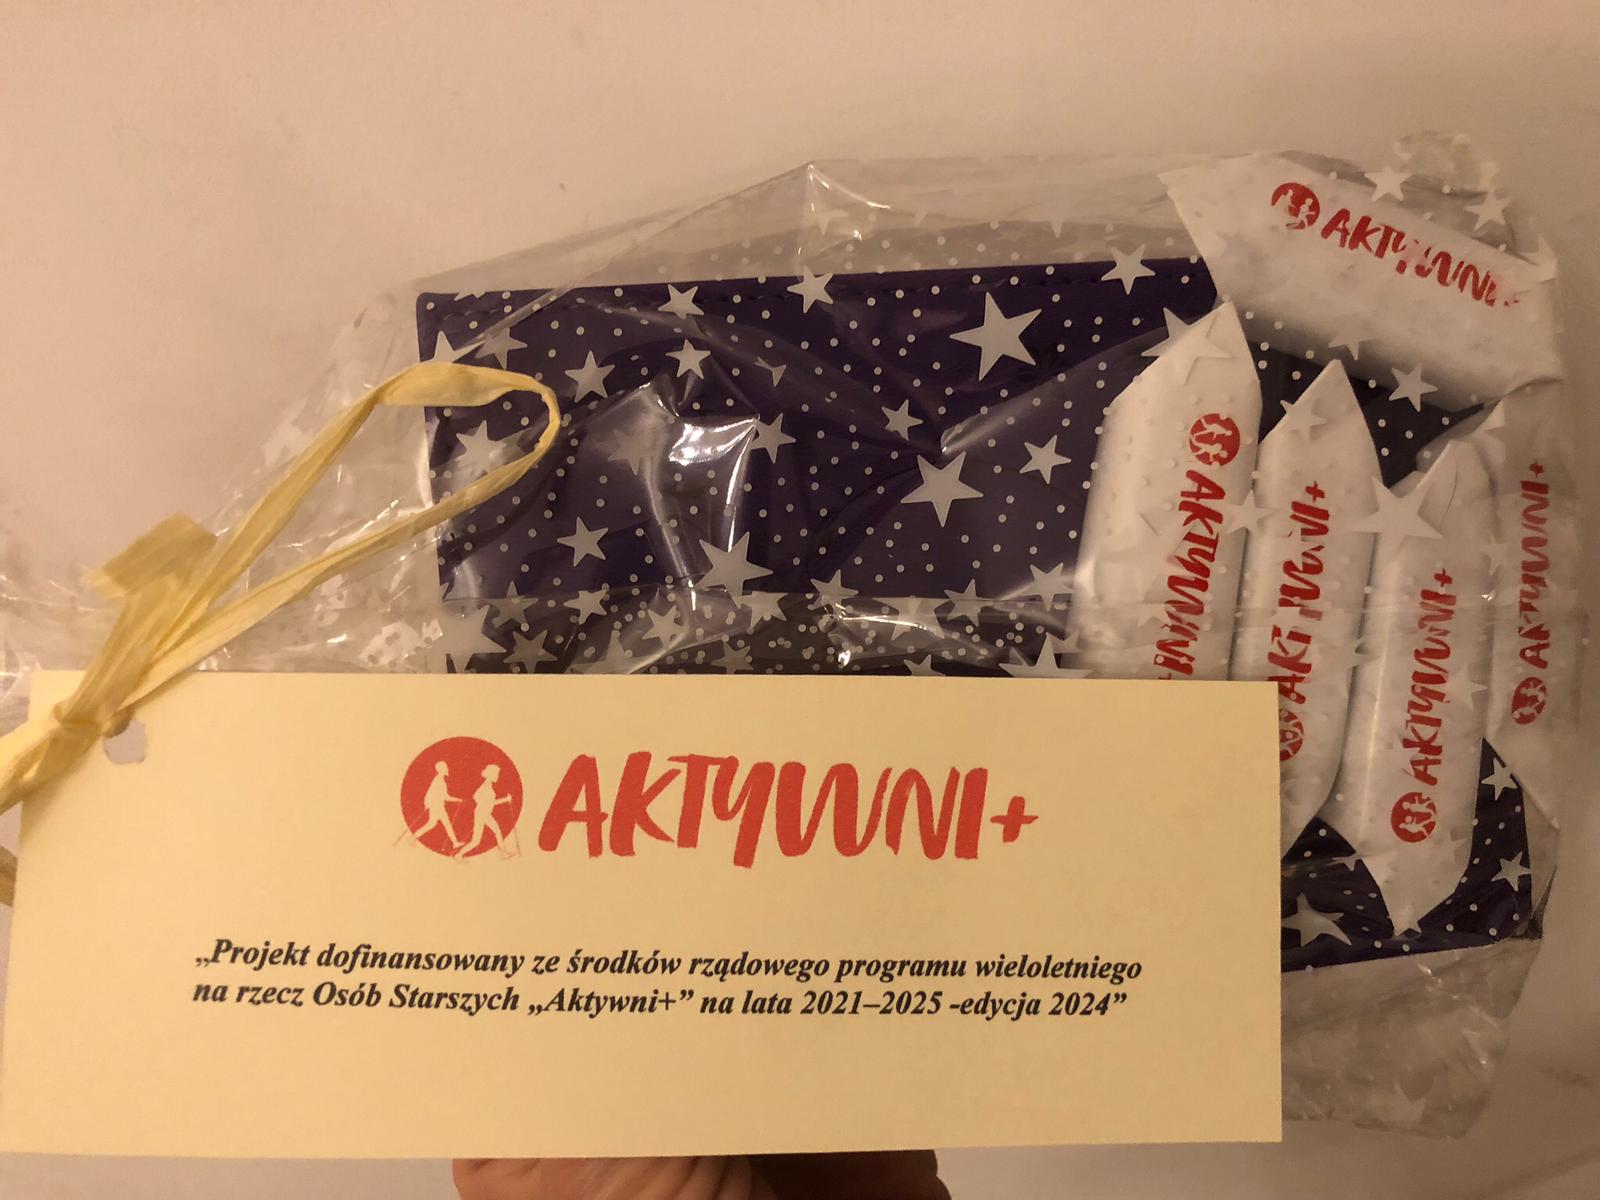 AKTYWNI+
AKTYWNI+
AKTYWNI+
AKTYWNI+
AKTYWNI+
AKTYWNI+
„Projekt dofinansowany ze środków rządowego programu wieloletniego
na rzecz Osób Starszych „Aktywni+” na lata 2021–2025 -edycja 2024”